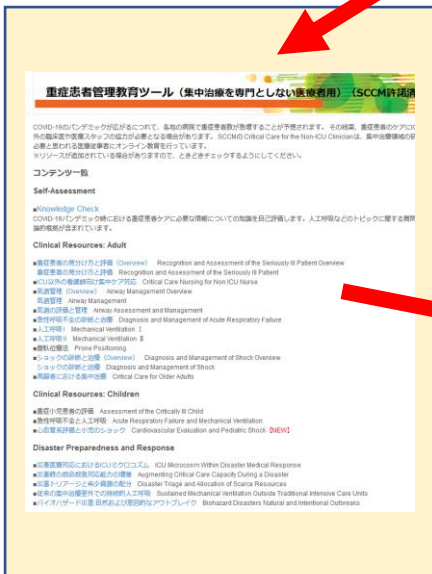 重症患者管理教育ツール（集中治療を専門としない医療者用）（SCCM許諾済
COVID-19のパンデミックが広がるにつれて、各地の病院で重症患者数が急増することが予想されます。 その結果、重症患者のケアにIC
外の臨床医や医療スタッフの協力が必要となる場合があります。 SCCMの Critical Care for the Non-ICU Clinicianは、集中治療領域の研
必要と思われる医療従事者にオンライン教育を行っています。
※リソースが追加されている場合がありますので、ときどきチェックするようにしてください。
コンテンツ一覧
Self-Assessment
■Knowledge Check
COVID-19パンデミック時における重症患者ケアに必要な情報についての知識を自己評価します。人工呼吸などのトピックに関する質問
論的根拠が含まれています。
Clinical Resources: Adult
■重症患者の見分け方と評価（Overview） Recognition and Assessment of the Seriously Ill Patient Overview
重症患者の見分け方と評価 Recognition and Assessment of the Seriously Ill Patient
■ICU以外の看護師向け集中ケア対応 Critical Care Nursing for Non ICU Nurse
■気道管理（Overview） Airway Management Overview
気道管理 Airway Management
■気道の評価と管理 Airway Assessment and Management
■急性呼吸不全の診断と治療 Diagnosis and Management of Acute Respiratory Failure
■人工呼吸Ⅰ Mechanical Ventilation Ⅰ
■人工呼吸Ⅱ Mechanical Ventilation Ⅱ
■腹臥位療法 Prone Positioning
■ショックの診断と治療（Overview） Diagnosis and Management of Shock Overview
ショックの診断と治療 Diagnosis and Management of Shock
■高齢者における集中治療 Critical Care for Older Adults
Clinical Resources: Children
■重症小児患者の評価 Assessment of the Critically Ill Child
■急性呼吸不全と人工呼吸 Acute Respiratory Failure and Mechanical Ventilation
■心血管系評価と小児のショック Cardiovascular Evaluation and Pediatric Shock【NEW】
Disaster Preparedness and Response
■災害医療対応におけるICUミクロコズム ICU Microcosm Within Disaster Medical Response
■災害時の救命救急対応能力の増強 Augmenting Critical Care Capacity During a Disaster
■災害トリアージと希少資源の配分 Disaster Triage and Allocation of Scarce Resources
■従来の集中治療室外での持続的人工呼吸 Sustained Mechanical Ventilation Outside Traditional Intensive Care Units
■バイオハザード災害:自然および意図的なアウトブレイク Biohazard Disasters Natural and Intentional Outbreaks